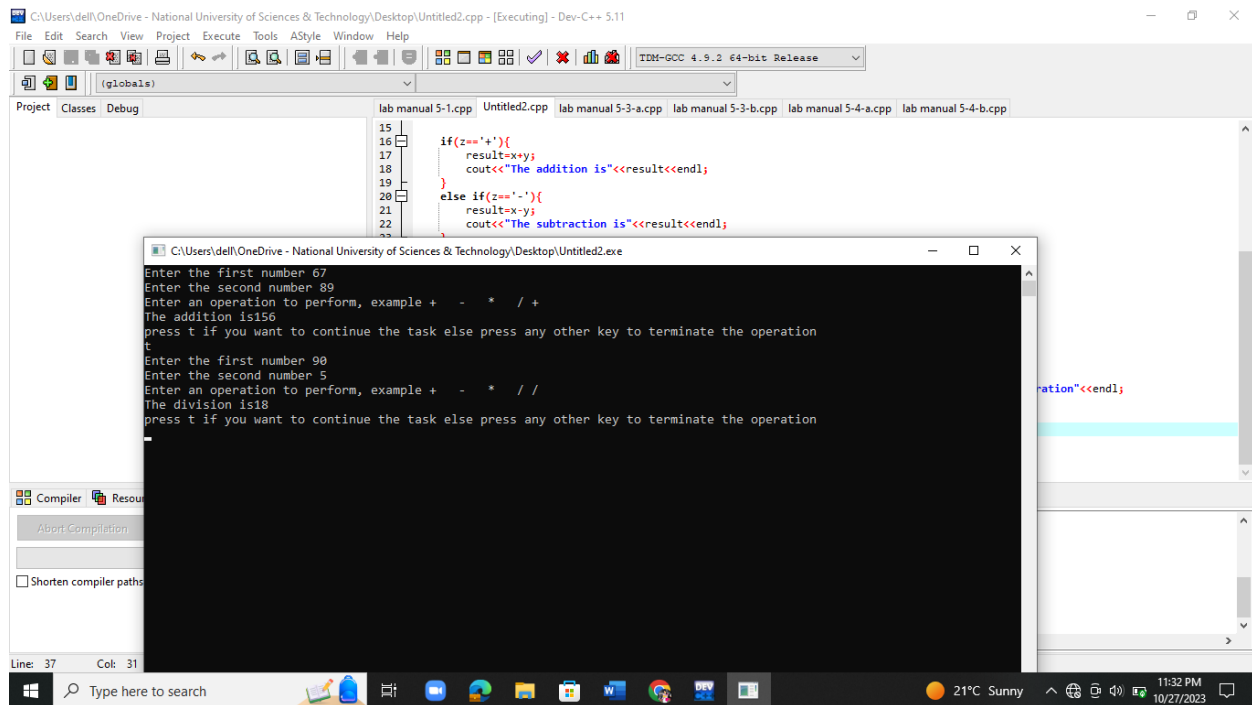 C:\Users\dell\OneDrive - National University of Sciences & Technology\Desktop\Untitled2.cpp - [Executing] - Dev-C++ 5.11
File Edit Search View Project Execute Tools AStyle Window Help
TDM-GCC 4.9.2 64-bit Release
(globals)
Project Classes Debug
lab manual 5-1.cpp Untitled2.cpp lab manual 5-3-a.cpp lab manual 5-3-b.cpp lab manual 5-4-a.cpp lab manual 5-4-b.cpp
15
16 if(z=='+'){
17 result=x+y;
18 cout<<"The addition is"<<result<<endl;
19 }
20 else if(z=='-'){
21 result=x-y;
22 cout<<"The subtraction is"<<result<<endl;
C:\Users\dell\OneDrive - National University of Sciences & Technology\Desktop\Untitled2.exe
Enter the first number 67
Enter the second number 89
Enter an operation to perform, example + - * / +
The addition is156
press t if you want to continue the task else press any other key to terminate the operation
t
Enter the first number 90
Enter the second number 5
Enter an operation to perform, example + - * / /
The division is18
press t if you want to continue the task else press any other key to terminate the operation
ration"<<endl;
Compiler Resour
Abort Compilation
Shorten compiler paths
Line: 37 Col: 31
Type here to search
DEV
21°C Sunny
11:32 PM
10/27/2023